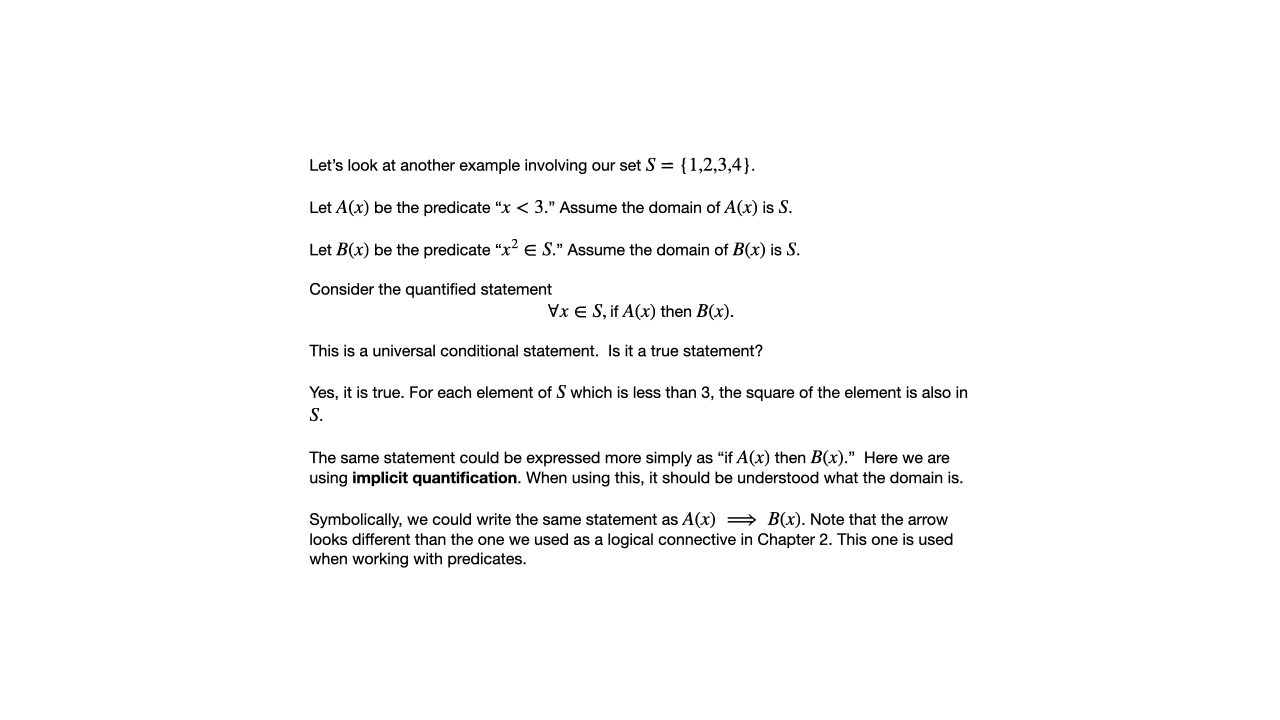 Let’s look at another example involving our set S = {1,2,3,4}.
Let A(x) be the predicate “x < 3.” Assume the domain of A(x) is S.
Let B(x) be the predicate “x² ∈ S.” Assume the domain of B(x) is S.
Consider the quantified statement
∀x ∈ S, if A(x) then B(x).
This is a universal conditional statement.  Is it a true statement?
Yes, it is true. For each element of S which is less than 3, the square of the element is also in
S.
The same statement could be expressed more simply as “if A(x) then B(x).”  Here we are
using implicit quantification. When using this, it should be understood what the domain is.
Symbolically, we could write the same statement as A(x) ⟹ B(x). Note that the arrow
looks different than the one we used as a logical connective in Chapter 2. This one is used
when working with predicates.